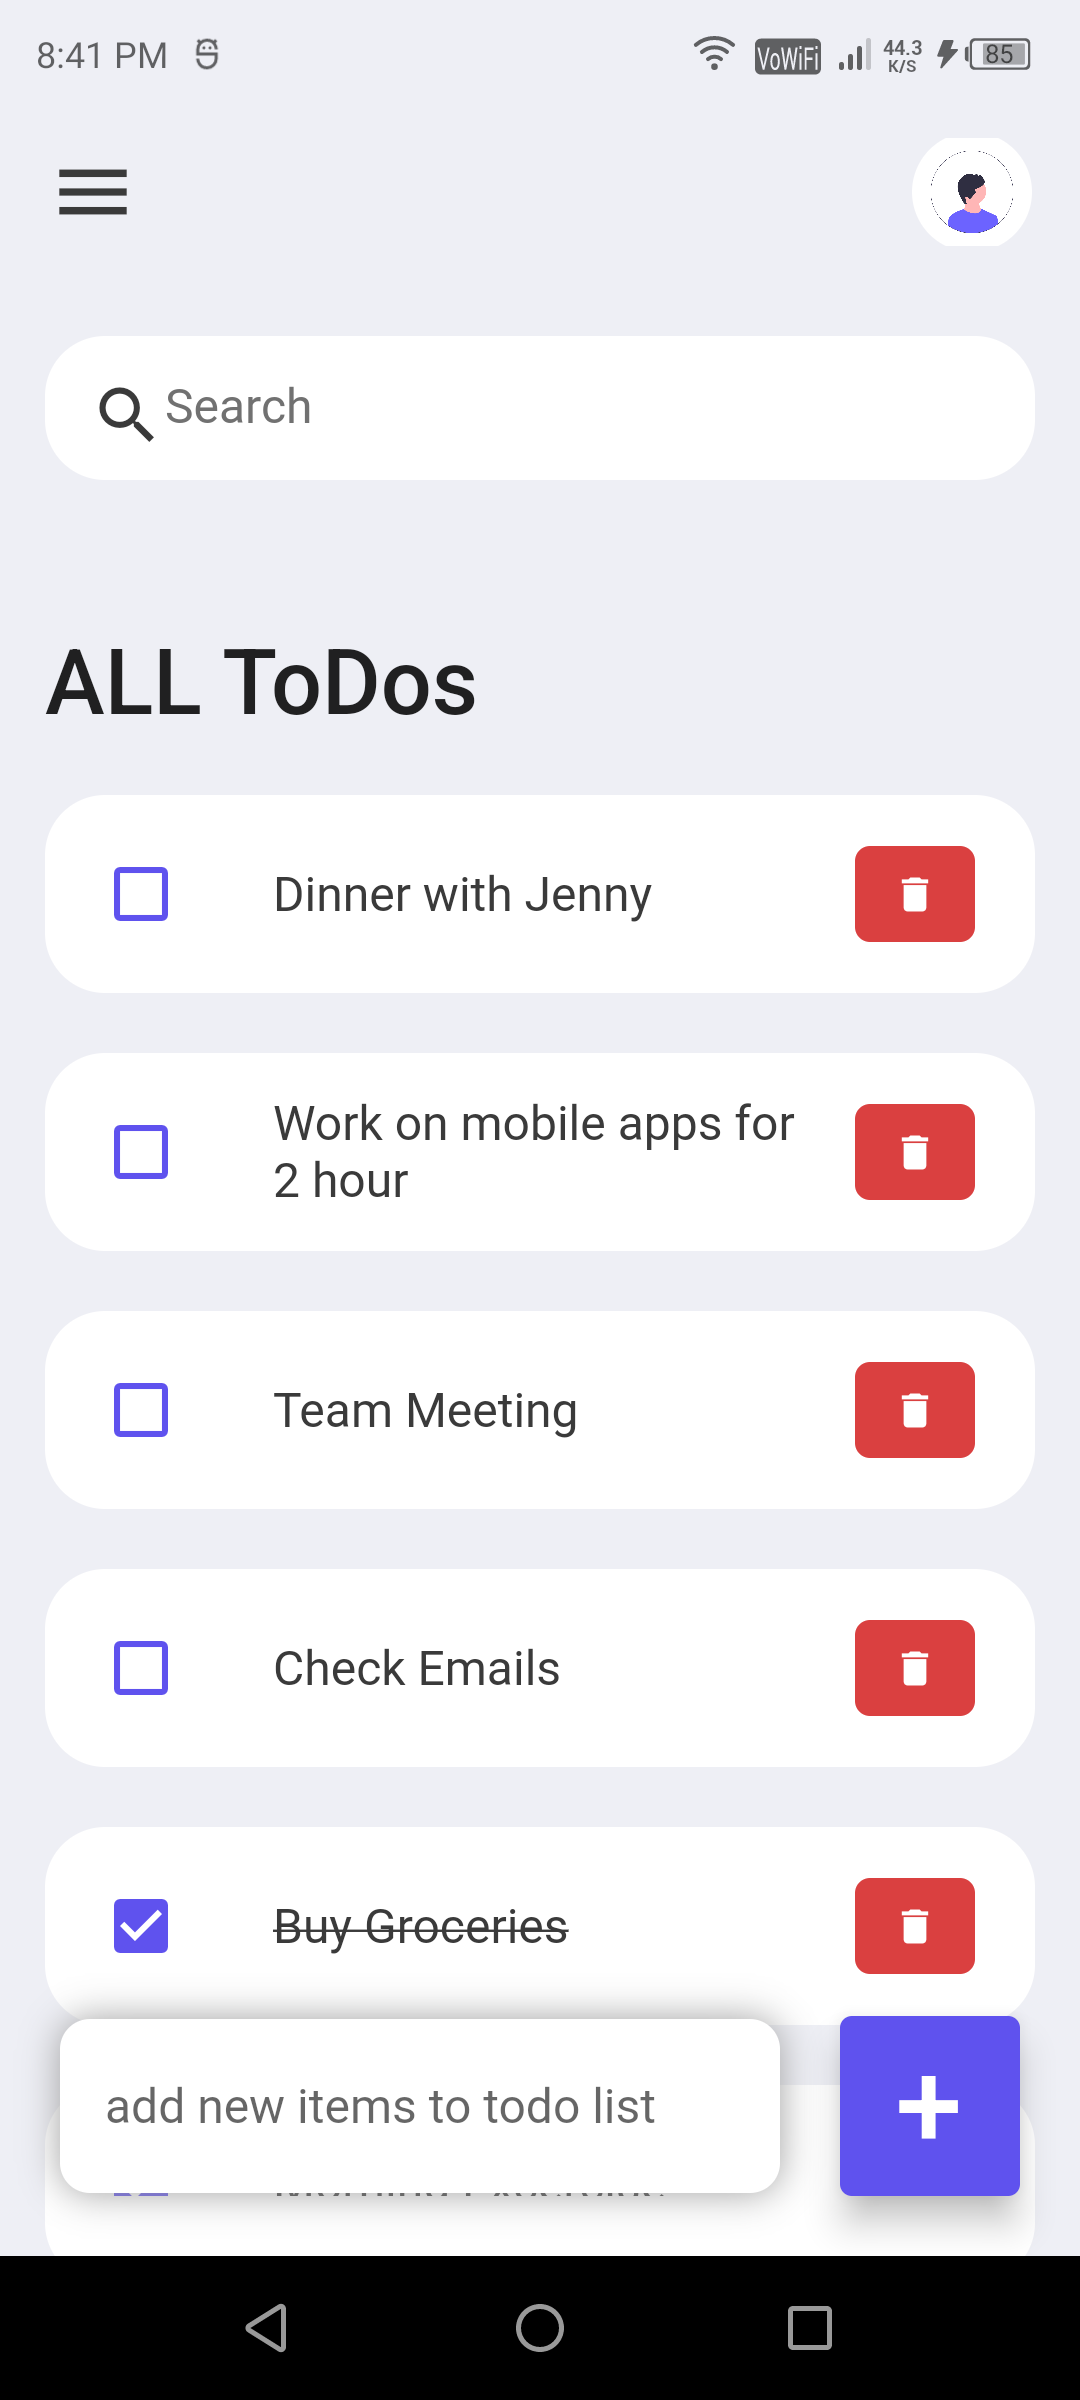 8:41 PM
VoWiFi
44.3
K/S
85
Search
ALL ToDos
Dinner with Jenny
Work on mobile apps for
2 hour
Team Meeting
Check Emails
Buy Groceries
add new items to todo list